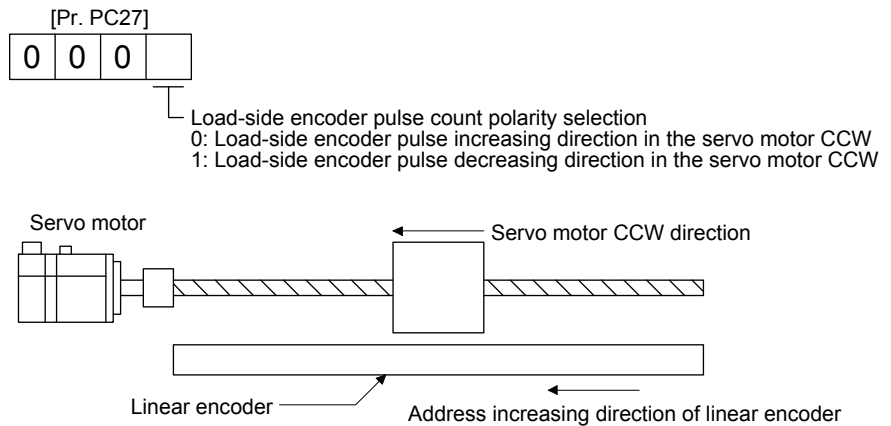 [Pr. PC27]
0 0 0
Load-side encoder pulse count polarity selection
0: Load-side encoder pulse increasing direction in the servo motor CCW
1: Load-side encoder pulse decreasing direction in the servo motor CCW
Servo motor
Servo motor CCW direction
Linear encoder
Address increasing direction of linear encoder